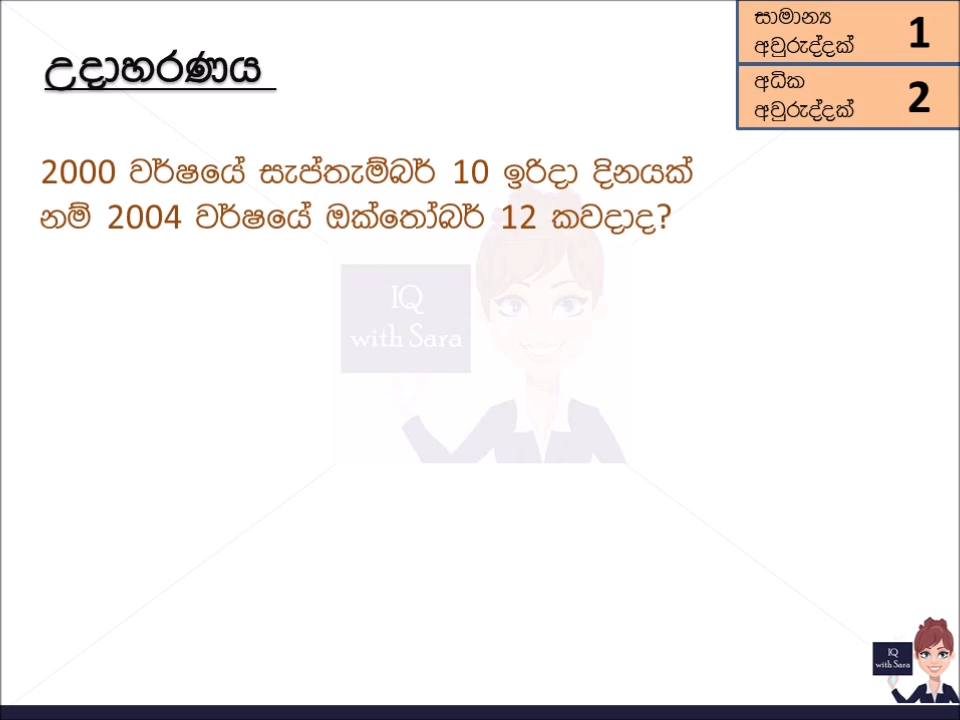 සාමාන්‍ය
අවුරුද්දක් 1
අධික
අවුරුද්දක් 2
උදාහරණය
2000 වර්ෂයේ සැප්තැම්බර් 10 ඉරිදා දිනයක්
නම් 2004 වර්ෂයේ ඔක්තෝබර් 12 කවදාද?
IQ
with Sara
IQ
with Sara